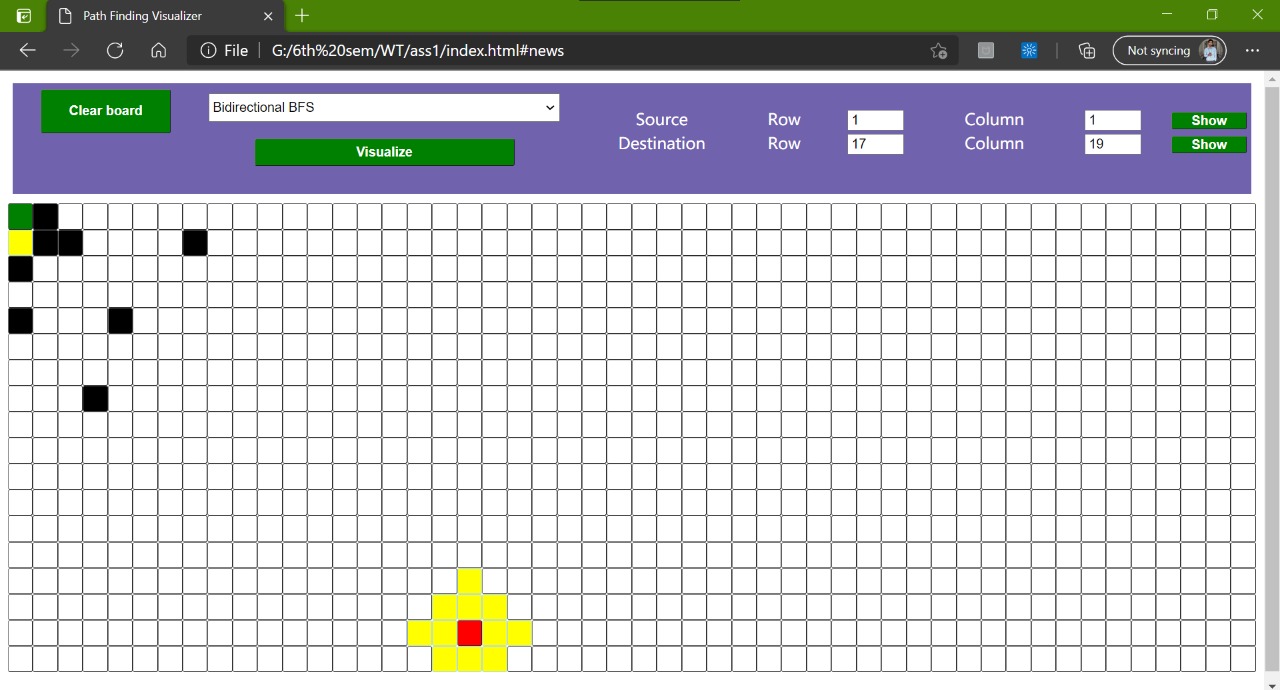 Path Finding Visualizer
File G:/6th%20sem/WT/ass1/index.html#news Not syncing
Clear board Bidirectional BFS
Visualize
Source Row 1 Column 1 Show
Destination Row 17 Column 19 Show